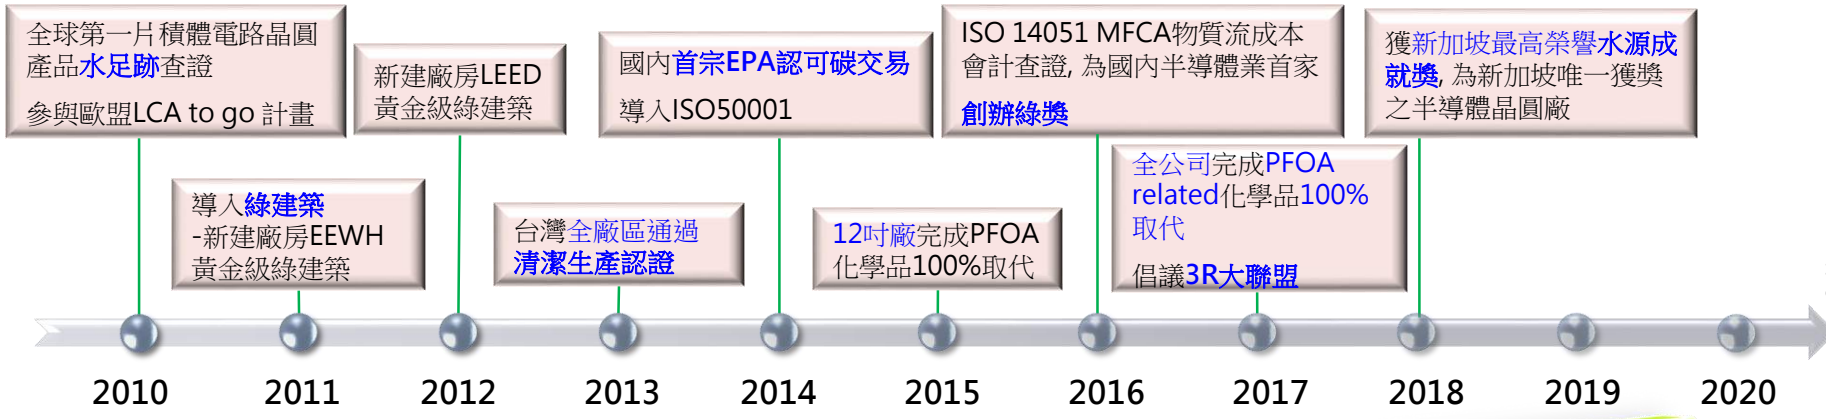 全球第一片積體電路晶圓
產品水足跡查證
參與歐盟LCA to go 計畫
新建廠房LEED
黃金級綠建築
國內首宗EPA認可碳交易
導入ISO50001
ISO 14051 MFCA物質流成本
會計查證, 為國內半導體業首家
創辦綠獎
獲新加坡最高榮譽水源成
就獎, 為新加坡唯一獲獎
之半導體晶圓廠
導入綠建築
-新建廠房EEWH
黃金級綠建築
台灣全廠區通過
清潔生產認證
12吋廠完成PFOA
化學品100%取代
全公司完成PFOA
related化學品100%
取代
倡議3R大聯盟
2010 2011 2012 2013 2014 2015 2016 2017 2018 2019 2020